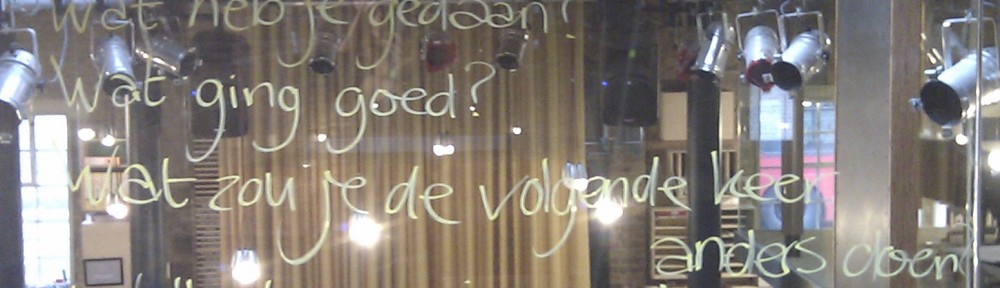 Wat heb je gedaan?
Wat ging goed?
Wat zou je de volgende keer
anders doen?